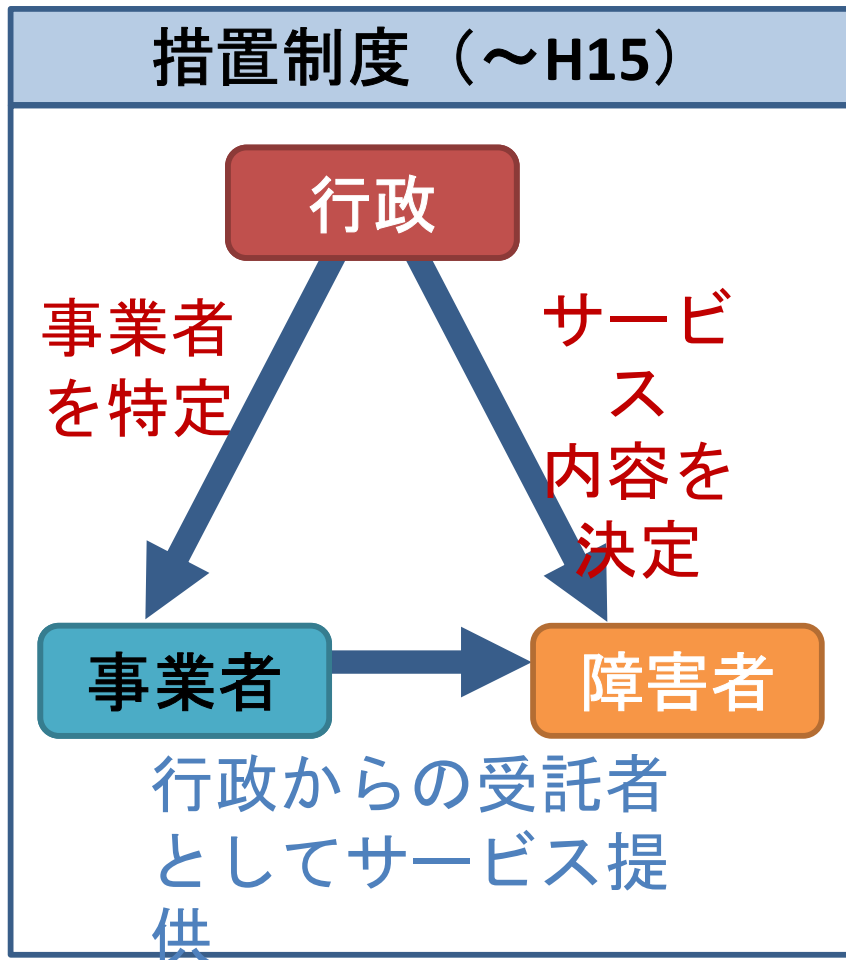 措置制度（～H15）
行政
事業者
を特定
サービ
ス
内容を
決定
事業者
障害者
行政からの受託者
としてサービス提
供